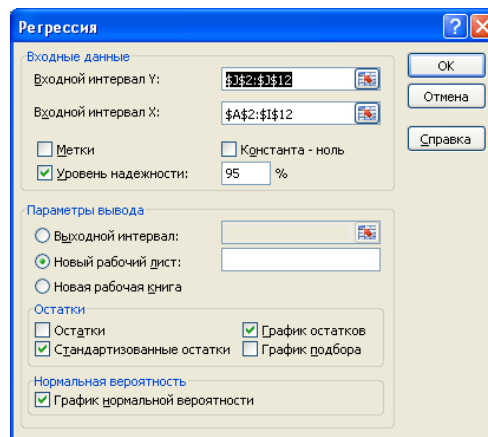 Регрессия
Входные данные
Входной интервал Y: $J$2:$J$12
Входной интервал X: $A$2:$I$12
Метки Константа - ноль
Уровень надежности: 95 %
ОК
Отмена
Справка
Параметры вывода
Выходной интервал:
Новый рабочий лист:
Новая рабочая книга
Остатки
Остатки График остатков
Стандартизованные остатки График подбора
Нормальная вероятность
График нормальной вероятности